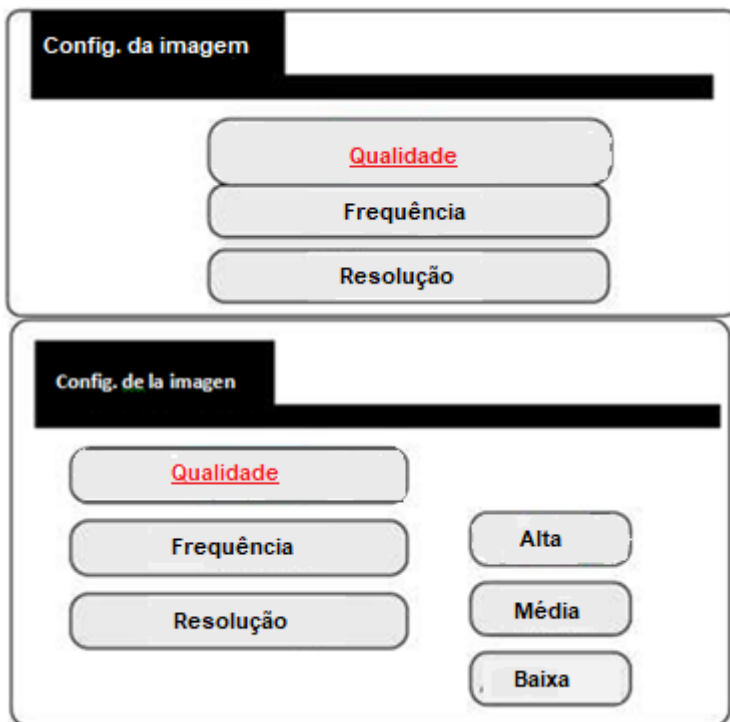 Config. da imagem
Qualidade
Frequência
Resolução
Config. de la imagen
Qualidade
Frequência
Resolução
Alta
Média
Baixa